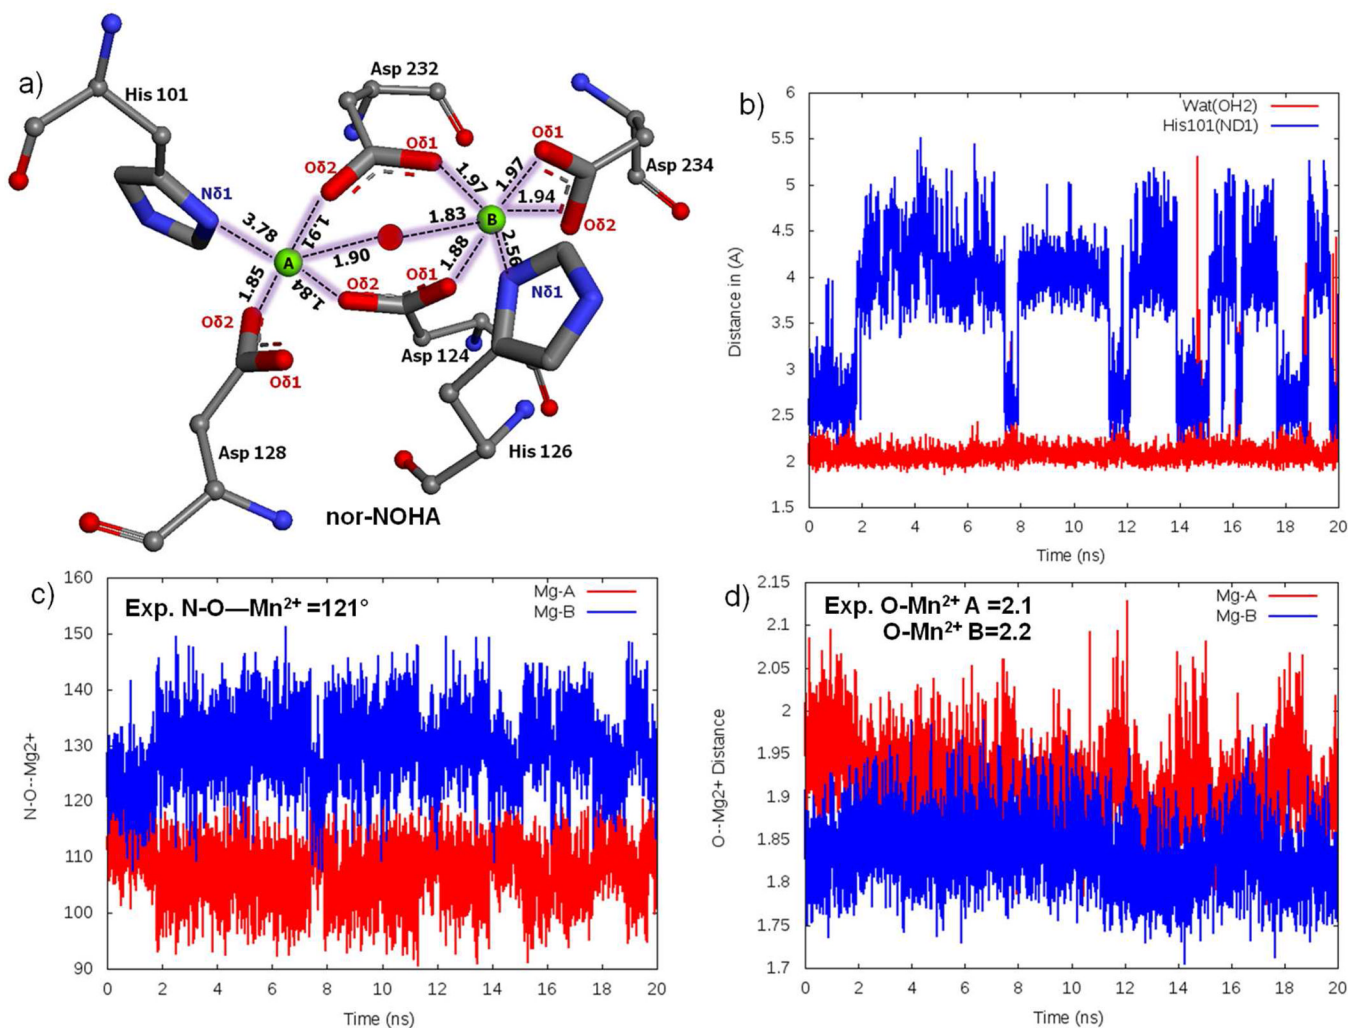 a)
His 101
Asp 232
Oδ1
Oδ1
Oδ2
Asp 234
Nδ1
1.97
1.97
1.94
3.78
1.91
1.83
B
Oδ2
A
1.90
1.88
2.56
1.85
1.84
Oδ1
Oδ2
Nδ1
Oδ2
Asp 124
Oδ1
Asp 128
His 126
nor-NOHA
b)
Wat(OH2)
His101(ND1)
6
5.5
5
4.5
4
3.5
3
2.5
2
1.5
Distance in (A)
0 2 4 6 8 10 12 14 16 18 20
Time (ns)
c)
Exp. N-O—Mn²⁺ =121°
Mg-A
Mg-B
160
150
140
130
120
110
100
90
N-O--Mg2+
0 2 4 6 8 10 12 14 16 18 20
Time (ns)
d)
Exp. O-Mn²⁺ A =2.1
O-Mn²⁺ B=2.2
Mg-A
Mg-B
2.15
2.1
2.05
2
1.95
1.9
1.85
1.8
1.75
1.7
O--Mg2+ Distance
0 2 4 6 8 10 12 14 16 18 20
Time (ns)